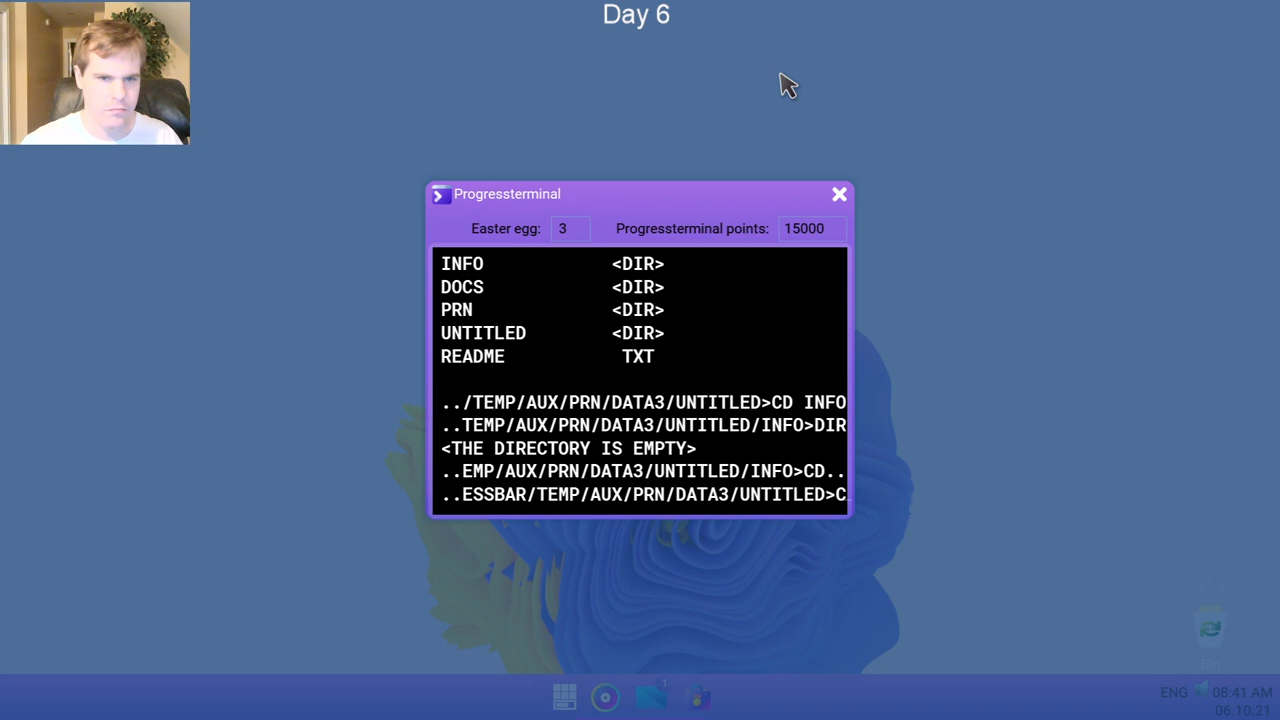 Day 6
Progressterminal
Easter egg: 3 Progressterminal points: 15000
INFO <DIR>
DOCS <DIR>
PRN <DIR>
UNTITLED <DIR>
README TXT
../TEMP/AUX/PRN/DATA3/UNTITLED>CD INFO
..TEMP/AUX/PRN/DATA3/UNTITLED/INFO>DIR
<THE DIRECTORY IS EMPTY>
..EMP/AUX/PRN/DATA3/UNTITLED/INFO>CD..
..ESSBAR/TEMP/AUX/PRN/DATA3/UNTITLED>C_
Bin
1
ENG 08:41 AM
06.10.21